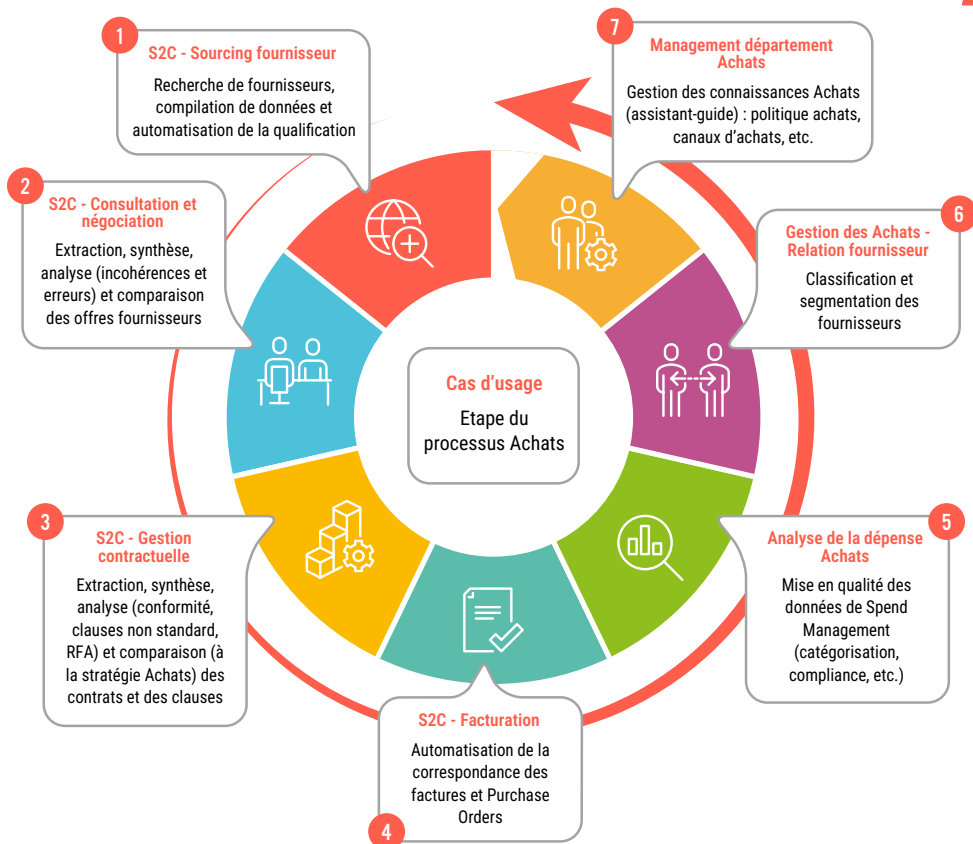 1
S2C - Sourcing fournisseur
Recherche de fournisseurs,
compilation de données et
automatisation de la qualification
2
S2C - Consultation et
négociation
Extraction, synthèse,
analyse (incohérences et
erreurs) et comparaison
des offres fournisseurs
3
S2C - Gestion
contractuelle
Extraction, synthèse,
analyse (conformité,
clauses non standard,
RFA) et comparaison (à
la stratégie Achats) des
contrats et des clauses
4
S2C - Facturation
Automatisation de la
correspondance des
factures et Purchase
Orders
5
Analyse de la dépense
Achats
Mise en qualité des
données de Spend
Management
(catégorisation,
compliance, etc.)
6
Gestion des Achats -
Relation fournisseur
Classification et
segmentation des
fournisseurs
7
Management département
Achats
Gestion des connaissances Achats
(assistant-guide) : politique achats,
canaux d'achats, etc.
Cas d'usage
Etape du
processus Achats